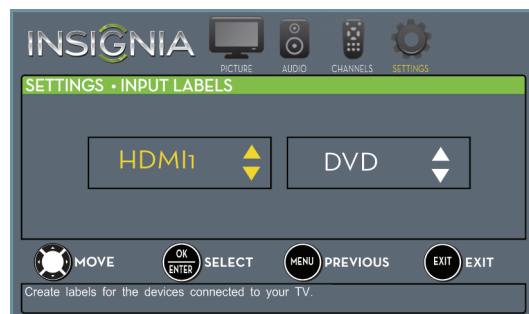 INSIGNIA
PICTURE AUDIO CHANNELS SETTINGS
SETTINGS • INPUT LABELS
HDMI1 DVD
MOVE OK ENTER SELECT MENU PREVIOUS EXIT EXIT
Create labels for the devices connected to your TV.